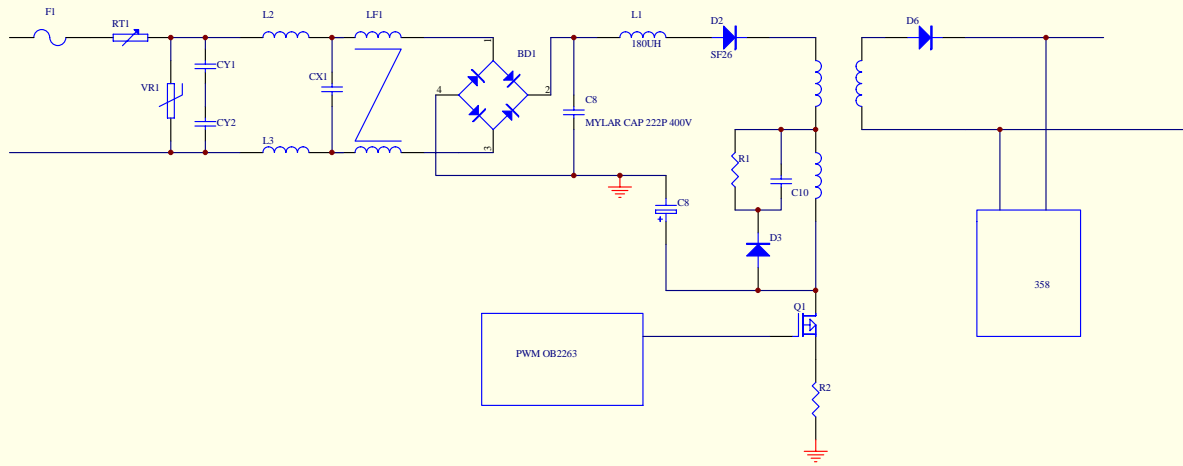 F1
RT1
L2
LF1
L1
D2
D6
180UH
SF26
1
BD1
VR1
CY1
CX1
4
2
C8
CY2
MYLAR CAP 222P 400V
L3
3
R1
C10
C8
D3
358
Q1
PWM OB2263
R2